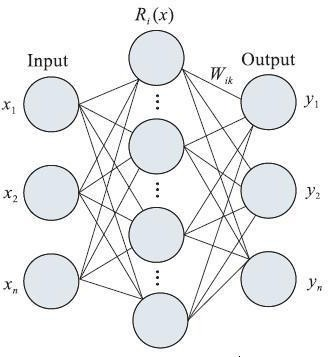 R_i(x)
Input
Output
W_ik
x_1
y_1
⋮
x_2
y_2
⋮
x_n
y_n
⋮